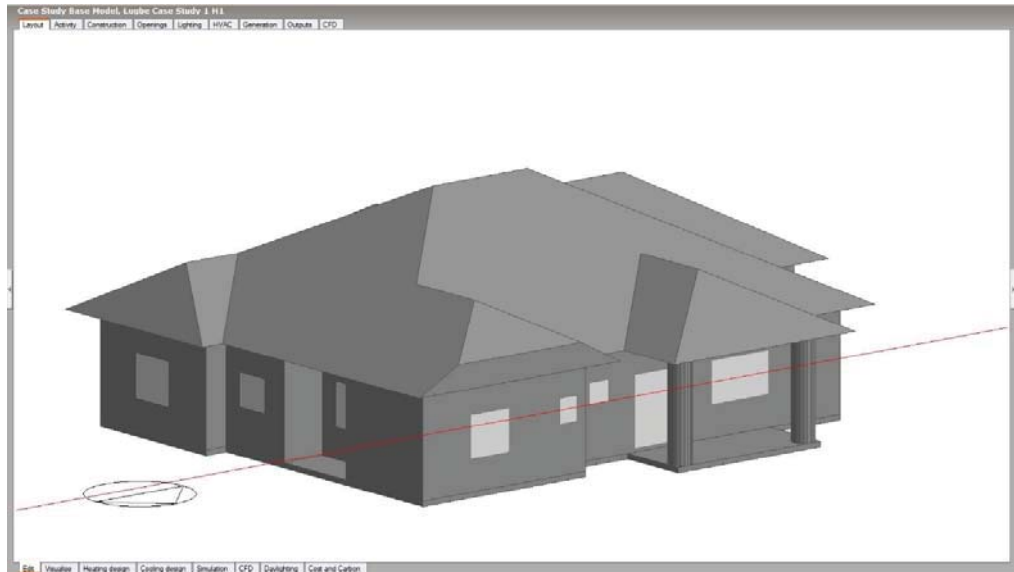 Case Study Base Model, Lugbe Case Study 1 H1
Layout Activity Construction Openings Lighting HVAC Generation Outputs CFD
Edit Visualise Heating design Cooling design Simulation CFD Daylighting Cost and Carbon